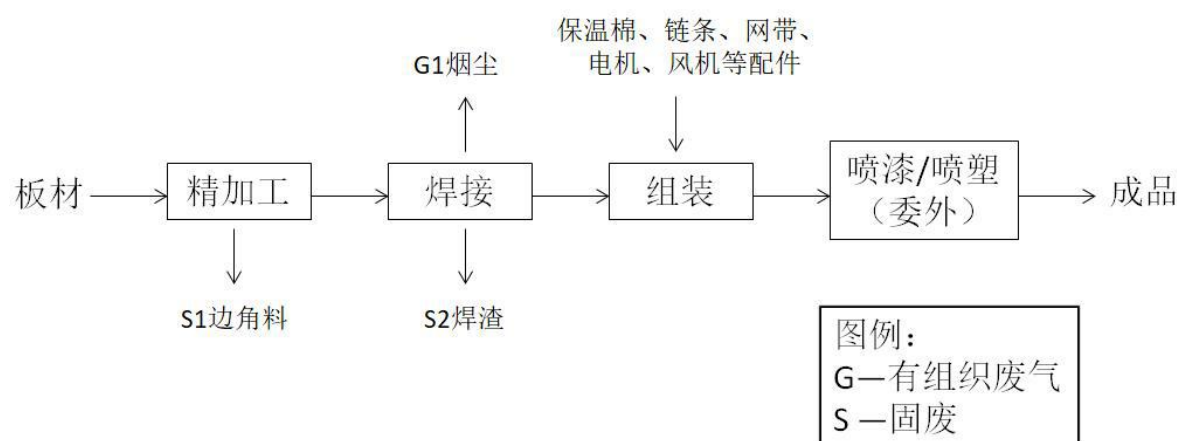 保温棉、链条、网带、
电机、风机等配件
G1烟尘
板材
精加工
焊接
组装
喷漆/喷塑
（委外）
成品
S1边角料
S2焊渣
图例：
G—有组织废气
S —固废